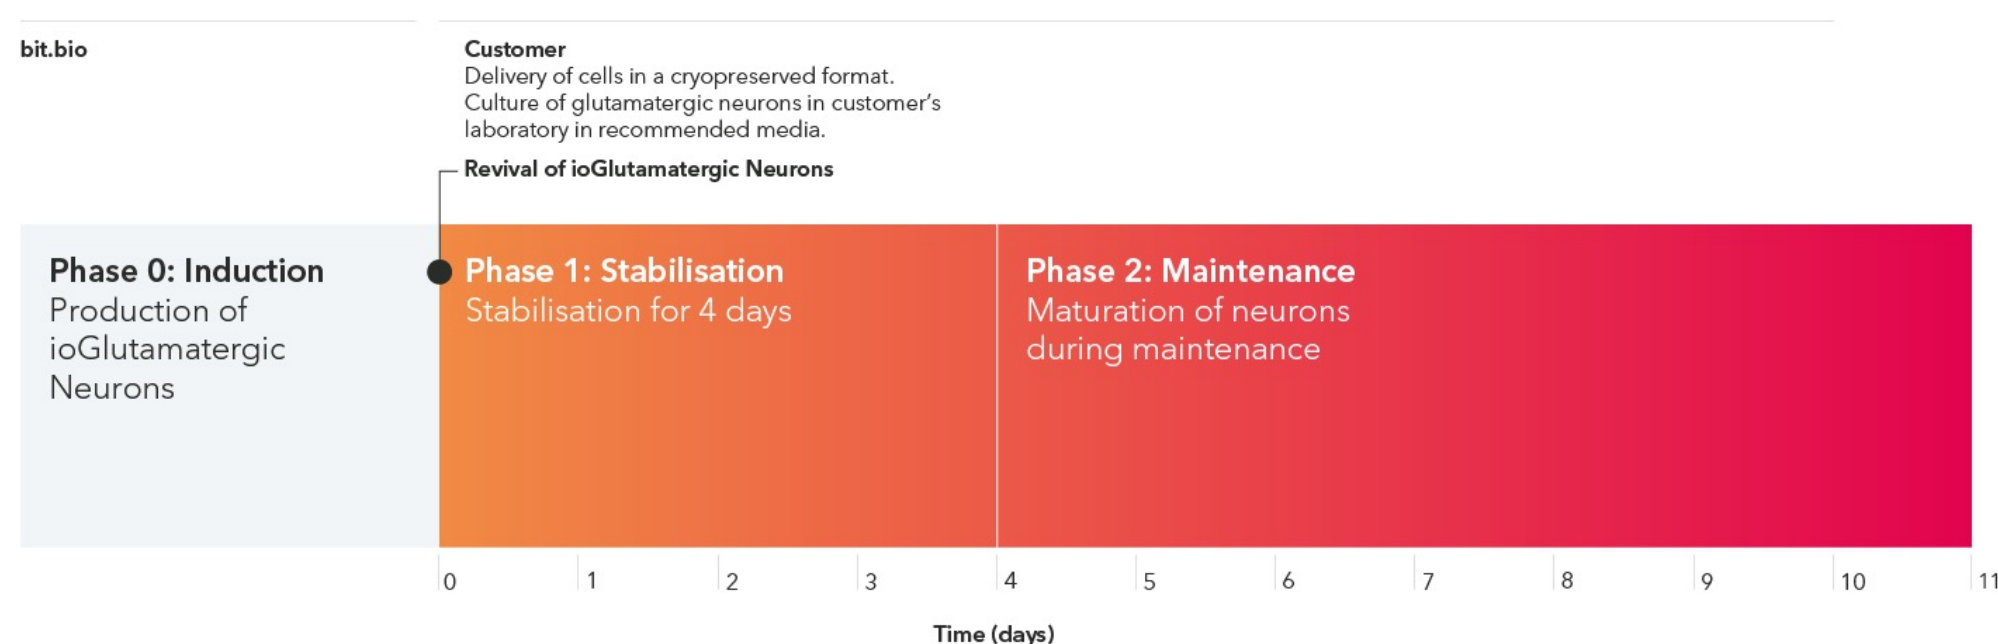 bit.bio
Customer
Delivery of cells in a cryopreserved format.
Culture of glutamatergic neurons in customer's
laboratory in recommended media.
Revival of ioGlutamatergic Neurons
Phase 0: Induction
Production of
ioGlutamatergic
Neurons
Phase 1: Stabilisation
Stabilisation for 4 days
Phase 2: Maintenance
Maturation of neurons
during maintenance
0 1 2 3 4 5 6 7 8 9 10 11
Time (days)